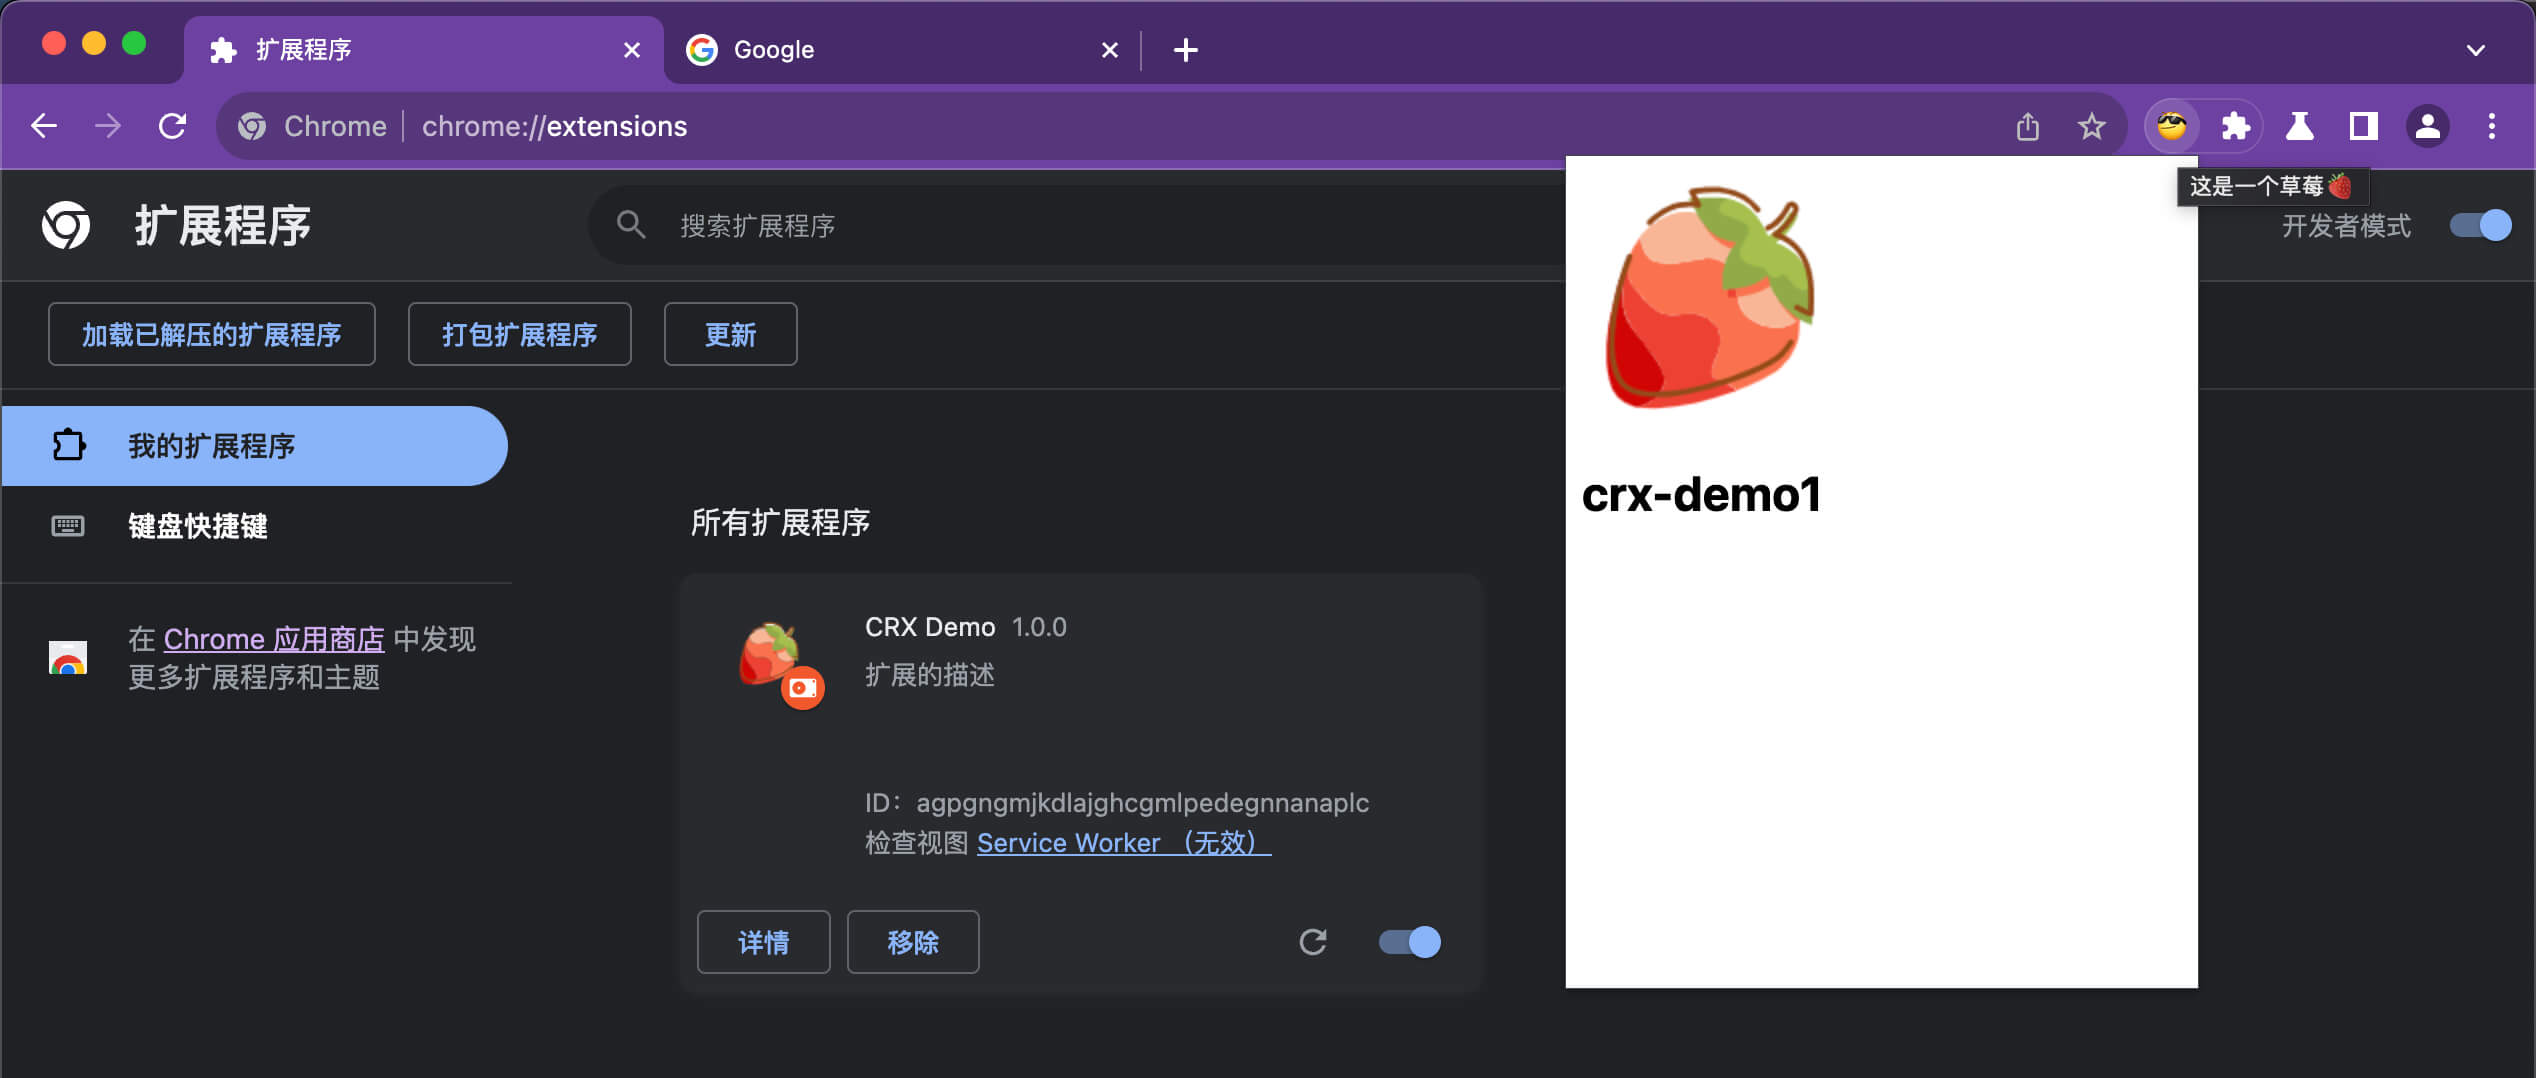 扩展程序
Google
Chrome
chrome://extensions
这是一个草莓🍓
扩展程序
搜索扩展程序
开发者模式
加载已解压的扩展程序
打包扩展程序
更新
我的扩展程序
键盘快捷键
在 Chrome 应用商店 中发现
更多扩展程序和主题
所有扩展程序
CRX Demo 1.0.0
扩展的描述
ID：agpgngmjkdlajghcgmlpedegnnanaplc
检查视图 Service Worker （无效）
详情
移除
crx-demo1